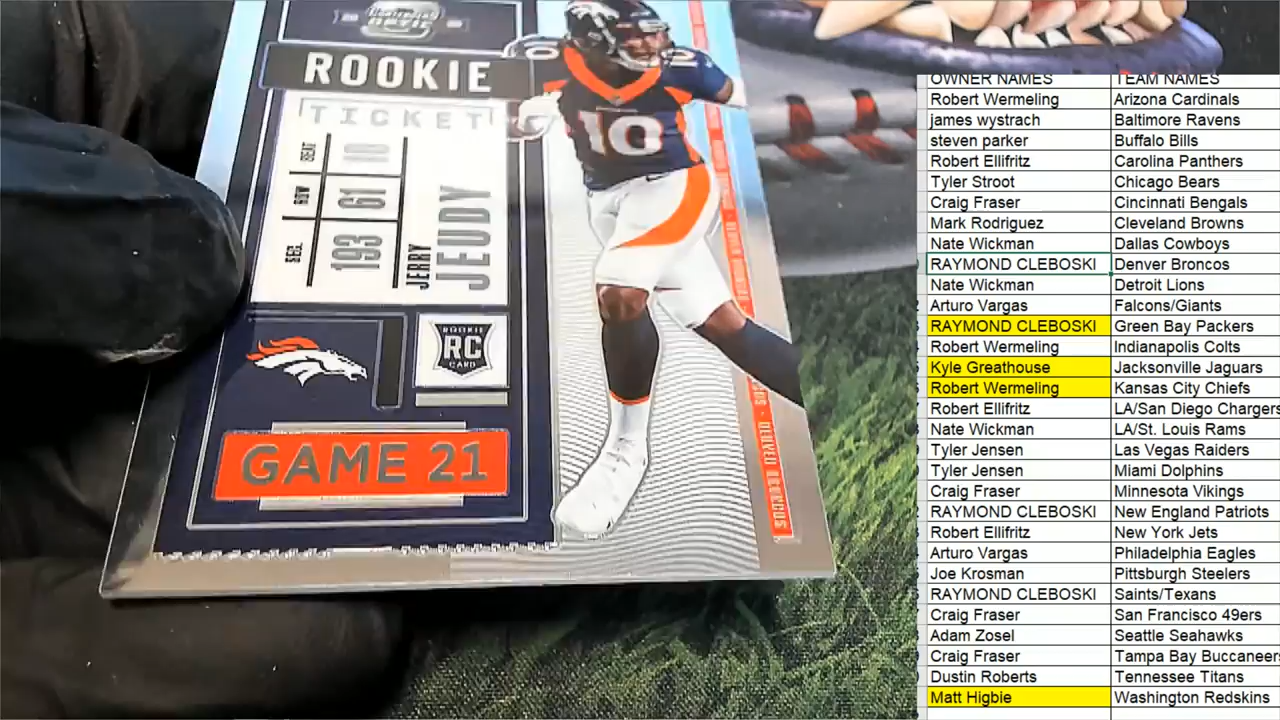 CONTENDERS
OPTIC
ROOKIE
TICKET
SEAT 10
ROW 61
SEC 193
JERRY
JEUDY
10
ROOKIE
RC
CARD
GAME 21
DENVER BRONCOS
OWNER NAMES TEAM NAMES
Robert Wermeling Arizona Cardinals
james wystrach Baltimore Ravens
steven parker Buffalo Bills
Robert Ellifritz Carolina Panthers
Tyler Stroot Chicago Bears
Craig Fraser Cincinnati Bengals
Mark Rodriguez Cleveland Browns
Nate Wickman Dallas Cowboys
RAYMOND CLEBOSKI Denver Broncos
Nate Wickman Detroit Lions
Arturo Vargas Falcons/Giants
RAYMOND CLEBOSKI Green Bay Packers
Robert Wermeling Indianapolis Colts
Kyle Greathouse Jacksonville Jaguars
Robert Wermeling Kansas City Chiefs
Robert Ellifritz LA/San Diego Chargers
Nate Wickman LA/St. Louis Rams
Tyler Jensen Las Vegas Raiders
Tyler Jensen Miami Dolphins
Craig Fraser Minnesota Vikings
RAYMOND CLEBOSKI New England Patriots
Robert Ellifritz New York Jets
Arturo Vargas Philadelphia Eagles
Joe Krosman Pittsburgh Steelers
RAYMOND CLEBOSKI Saints/Texans
Craig Fraser San Francisco 49ers
Adam Zosel Seattle Seahawks
Craig Fraser Tampa Bay Buccaneers
Dustin Roberts Tennessee Titans
Matt Higbie Washington Redskins